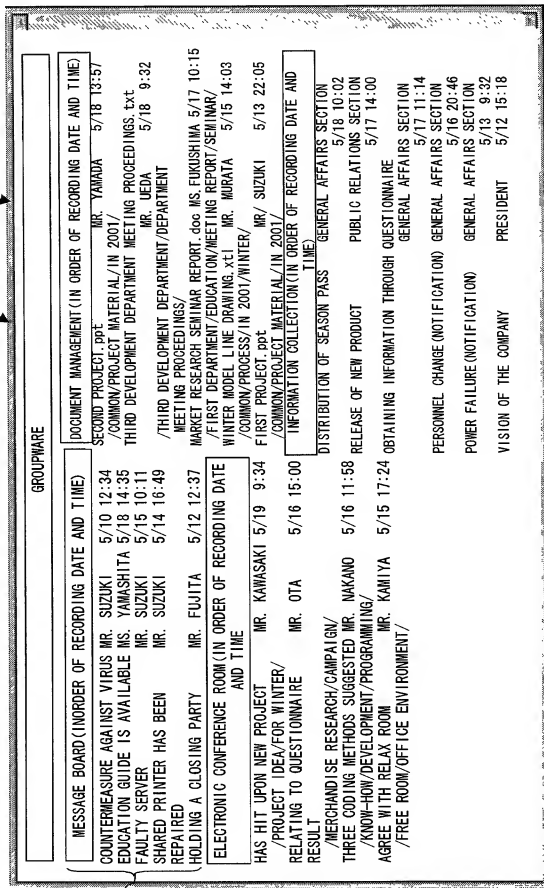 GROUPWARE
MESSAGE BOARD(INORDER OF RECORDING DATE AND TIME)
COUNTERMEASURE AGAINST VIRUS MR. SUZUKI 5/10 12:34
EDUCATION GUIDE IS AVAILABLE MS. YAMASHITA 5/18 14:35
FAULTY SERVER MR. SUZUKI 5/15 10:11
SHARED PRINTER HAS BEEN MR. SUZUKI 5/14 16:49
REPAIRED
HOLDING A CLOSING PARTY MR. FUJITA 5/12 12:37
ELECTRONIC CONFERENCE ROOM(IN ORDER OF RECORDING DATE
AND TIME
HAS HIT UPON NEW PROJECT MR. KAWASAKI 5/19 9:34
/PROJECT IDEA/FOR WINTER/
RELATING TO QUESTIONNAIRE MR. OTA 5/16 15:00
RESULT
/MERCHANDISE RESEARCH/CAMPAIGN/
THREE CODING METHODS SUGGESTED MR. NAKANO 5/16 11:58
/KNOW-HOW/DEVELOPMENT/PROGRAMMING/
AGREE WITH RELAX ROOM MR. KAMIYA 5/15 17:24
/FREE ROOM/OFFICE ENVIRONMENT/
DOCUMENT MANAGEMENT(IN ORDER OF RECORDING DATE AND TIME)
SECOND PROJECT.ppt MR. YAMADA 5/18 13:57
/COMMON/PROJECT MATERIAL/IN 2001/
THIRD DEVELOPMENT DEPARTMENT MEETING PROCEEDINGS.txt
MR. UEDA 5/18 9:32
/THIRD DEVELOPMENT DEPARTMENT/DEPARTMENT
MEETING PROCEEDINGS/
MARKET RESEARCH SEMINAR REPORT.doc MS.FUKUSHIMA 5/17 10:15
/FIRST DEPARTMENT/EDUCATION/MEETING REPORT/SEMINAR/
WINTER MODEL LINE DRAWING.xtl MR. MURATA 5/15 14:03
/COMMON/PROCESS/IN 2001/WINTER/
FIRST PROJECT.ppt MR/ SUZUKI 5/13 22:05
/COMMON/PROJECT MATERIAL/IN 2001/
INFORMATION COLLECTION(IN ORDER OF RECORDING DATE AND
TIME)
DISTRIBUTION OF SEASON PASS GENERAL AFFAIRS SECTION
5/18 10:02
RELEASE OF NEW PRODUCT PUBLIC RELATIONS SECTION
5/17 14:00
OBTAINING INFORMATION THROUGH QUESTIONNAIRE
GENERAL AFFAIRS SECTION
5/17 11:14
PERSONNEL CHANGE(NOTIFICATION) GENERAL AFFAIRS SECTION
5/16 20:46
POWER FAILURE(NOTIFICATION) GENERAL AFFAIRS SECTION
5/13 9:32
VISION OF THE COMPANY PRESIDENT 5/12 15:18